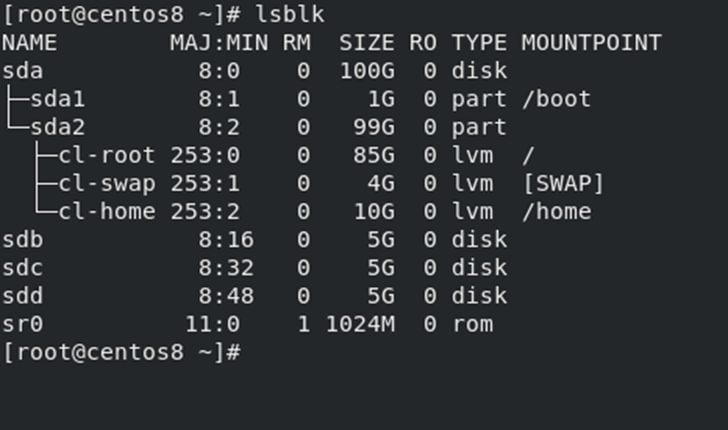 [root@centos8 ~]# lsblk
NAME        MAJ:MIN RM  SIZE RO TYPE MOUNTPOINT
sda           8:0    0  100G  0 disk
├─sda1        8:1    0    1G  0 part /boot
└─sda2        8:2    0   99G  0 part
  ├─cl-root 253:0    0   85G  0 lvm  /
  ├─cl-swap 253:1    0    4G  0 lvm  [SWAP]
  └─cl-home 253:2    0   10G  0 lvm  /home
sdb           8:16   0    5G  0 disk
sdc           8:32   0    5G  0 disk
sdd           8:48   0    5G  0 disk
sr0          11:0    1 1024M  0 rom
[root@centos8 ~]#